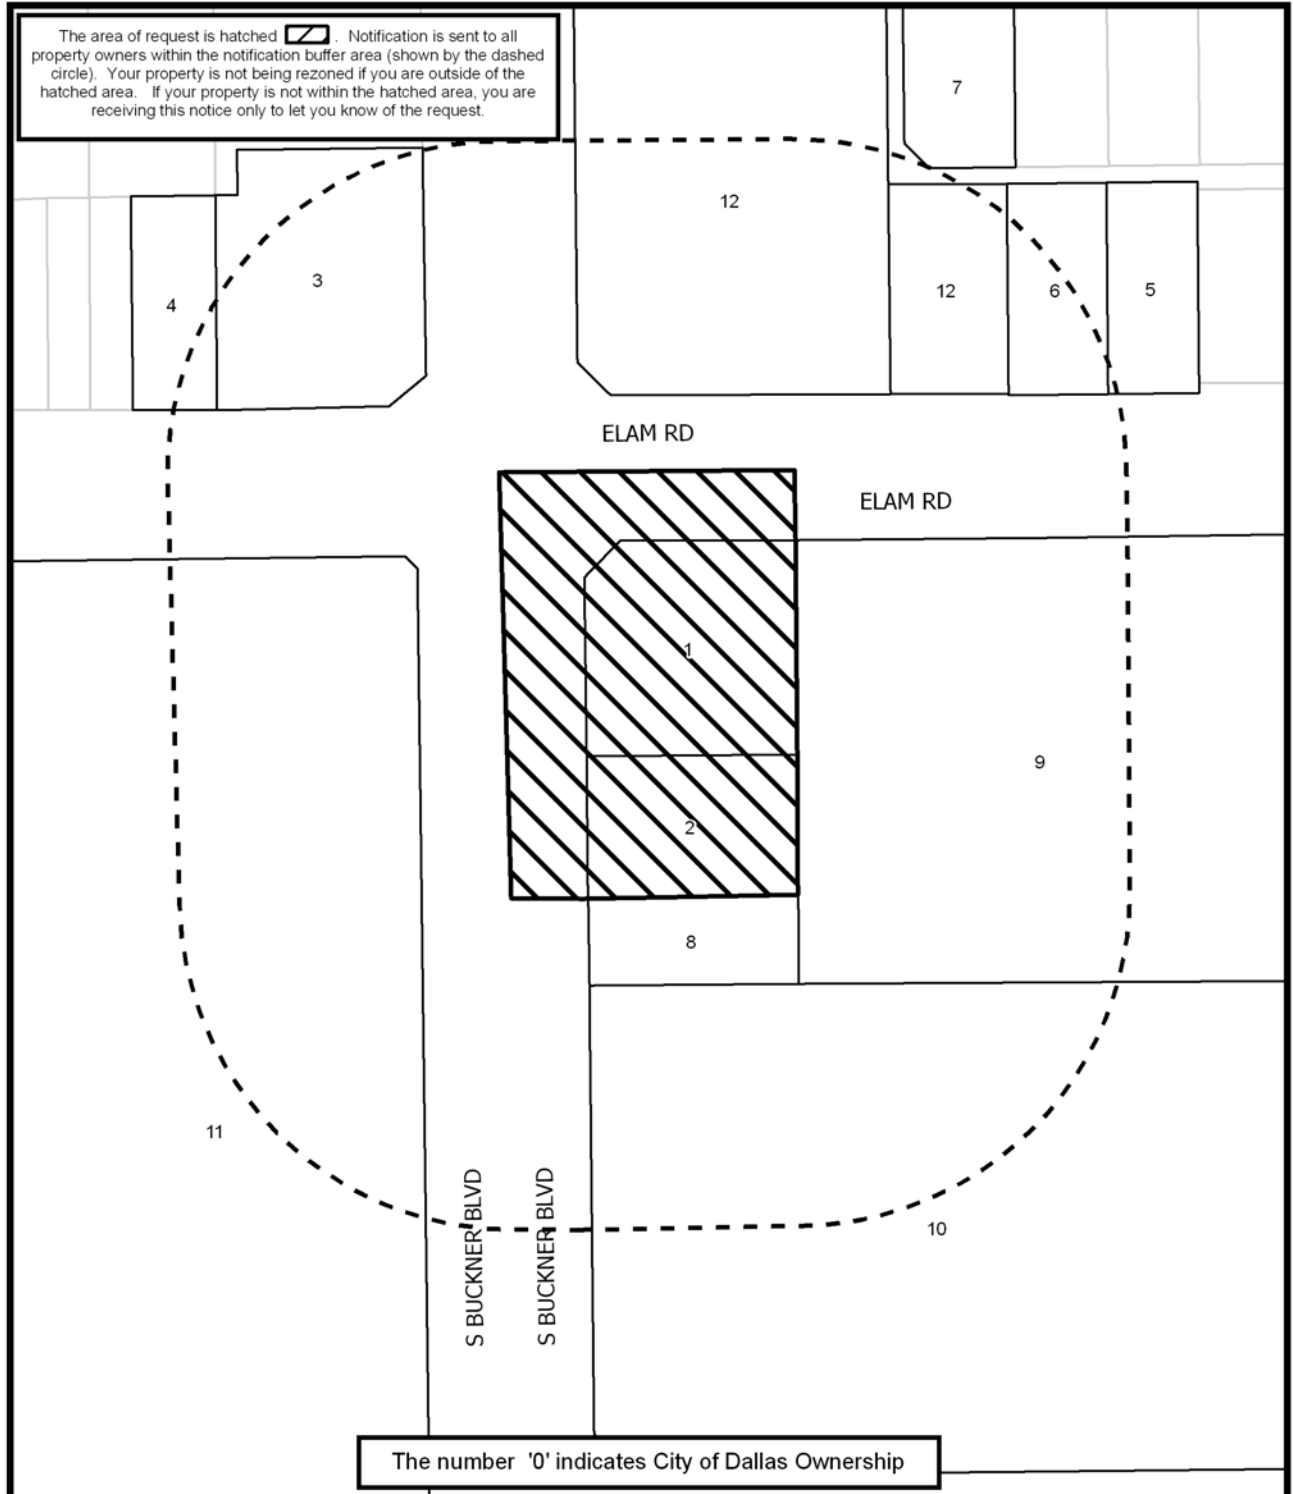 The area of request is hatched . Notification is sent to all
property owners within the notification buffer area (shown by the dashed
circle). Your property is not being rezoned if you are outside of the
hatched area. If your property is not within the hatched area, you are
receiving this notice only to let you know of the request.
7
12
3
4
12
6
5
ELAM RD
ELAM RD
1
9
2
8
11
S BUCKNER BLVD
S BUCKNER BLVD
10
The number '0' indicates City of Dallas Ownership